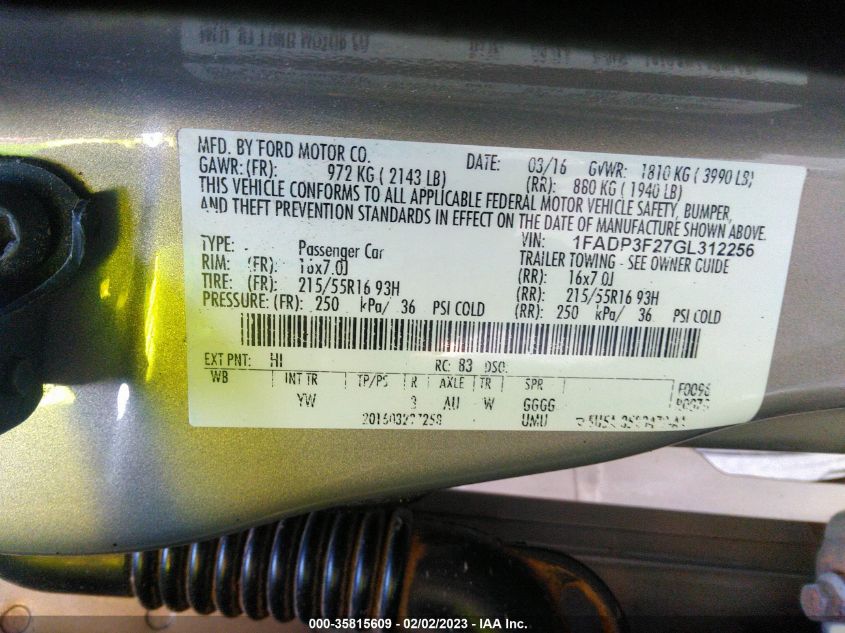 MFD. BY FORD MOTOR CO.
DATE: 03/16 GVWR: 1810 KG ( 3990 LB)
GAWR: (FR): 972 KG ( 2143 LB) (RR): 880 KG ( 1940 LB)
THIS VEHICLE CONFORMS TO ALL APPLICABLE FEDERAL MOTOR VEHICLE SAFETY, BUMPER,
AND THEFT PREVENTION STANDARDS IN EFFECT ON THE DATE OF MANUFACTURE SHOWN ABOVE.
VIN: 1FADP3F27GL312256
TYPE: Passenger Car TRAILER TOWING - SEE OWNER GUIDE
RIM: (FR): 16x7.0J (RR): 16x7.0J
TIRE: (FR): 215/55R16 93H (RR): 215/55R16 93H
PRESSURE: (FR): 250 kPa/ 36 PSI COLD (RR): 250 kPa/ 36 PSI COLD
EXT PNT: HI RC: 83 DSO:
WB INT TR TP/PS R AXLE TR SPR
F0096
YW AU W GGGG
UMU
000-35815609 - 02/02/2023 - IAA Inc.